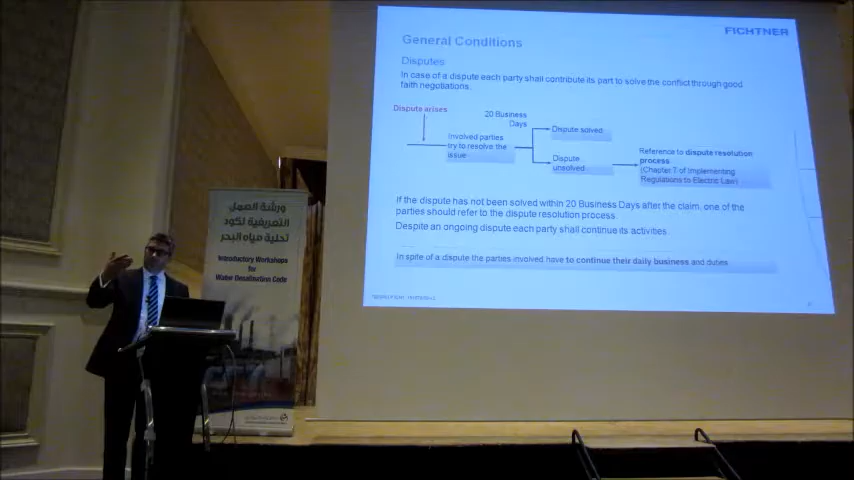 FICHTNER
General Conditions
Disputes
In case of a dispute each party shall contribute its part to solve the conflict through good
faith negotiations.
Dispute arises
20 Business
Days
Involved parties
try to resolve the
issue
Dispute solved
Dispute
unsolved
Reference to dispute resolution
process
(Chapter 7 of Implementing
Regulations to Electric Law)
If the dispute has not been solved within 20 Business Days after the claim, one of the
parties should refer to the dispute resolution process.
Despite an ongoing dispute each party shall continue its activities.
In spite of a dispute the parties involved have to continue their daily business and duties.
ورشة العمل
التعريفية لكود
تحلية مياه البحر
Introductory Workshops
for
Water Desalination Code